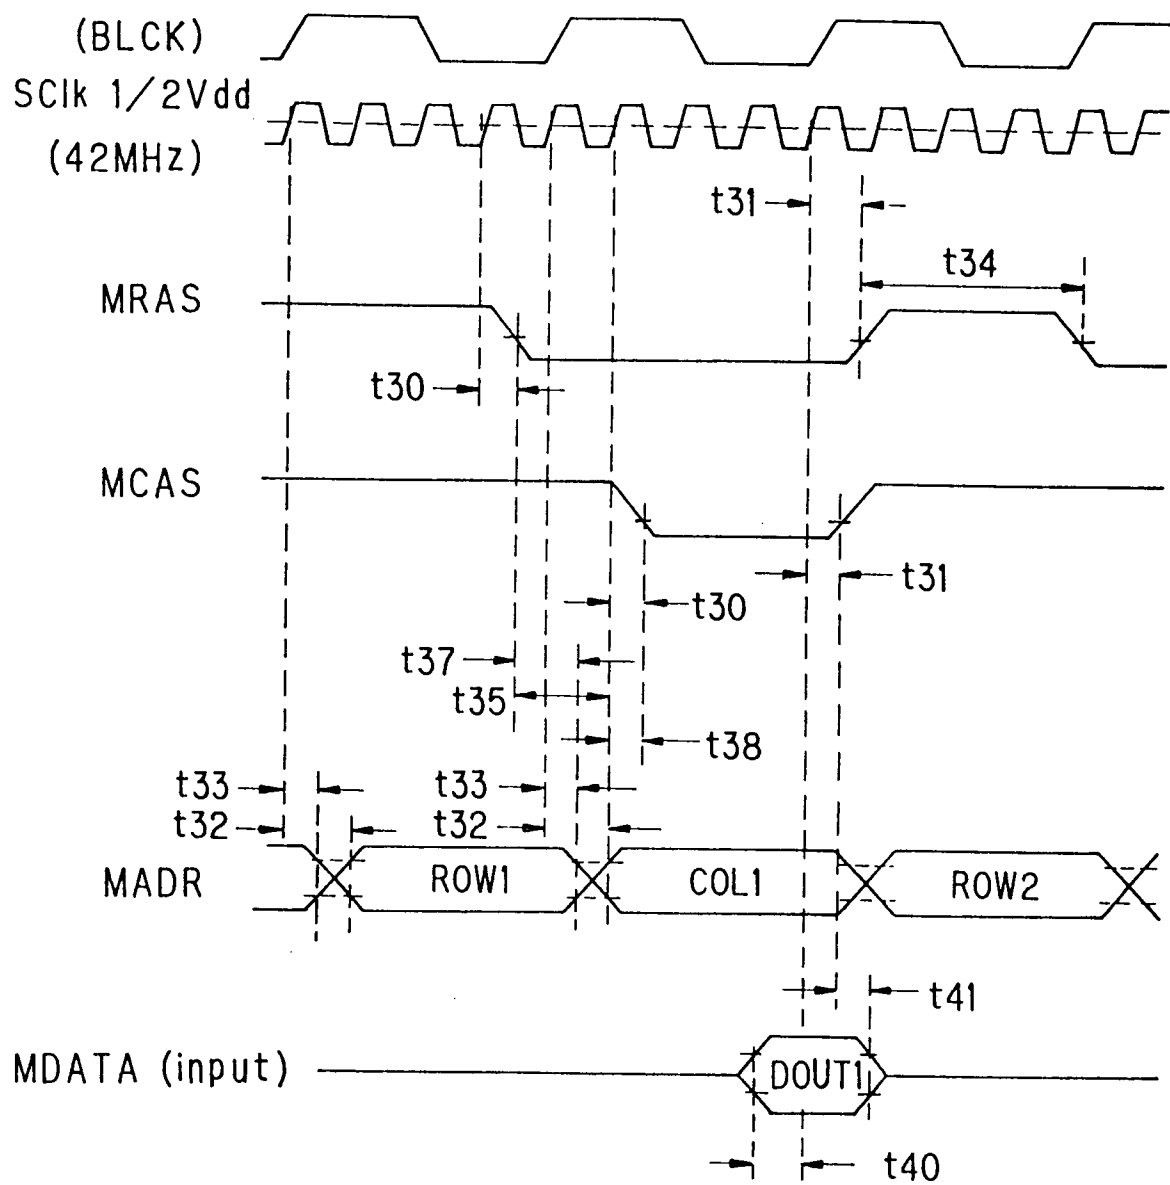 (BLCK)
SClk 1/2Vdd
(42MHz)
t31
t34
MRAS
t30
MCAS
t31
t30
t37
t35
t38
t33
t33
t32
t32
MADR
ROW1
COL1
ROW2
t41
MDATA (input)
DOUT1
t40